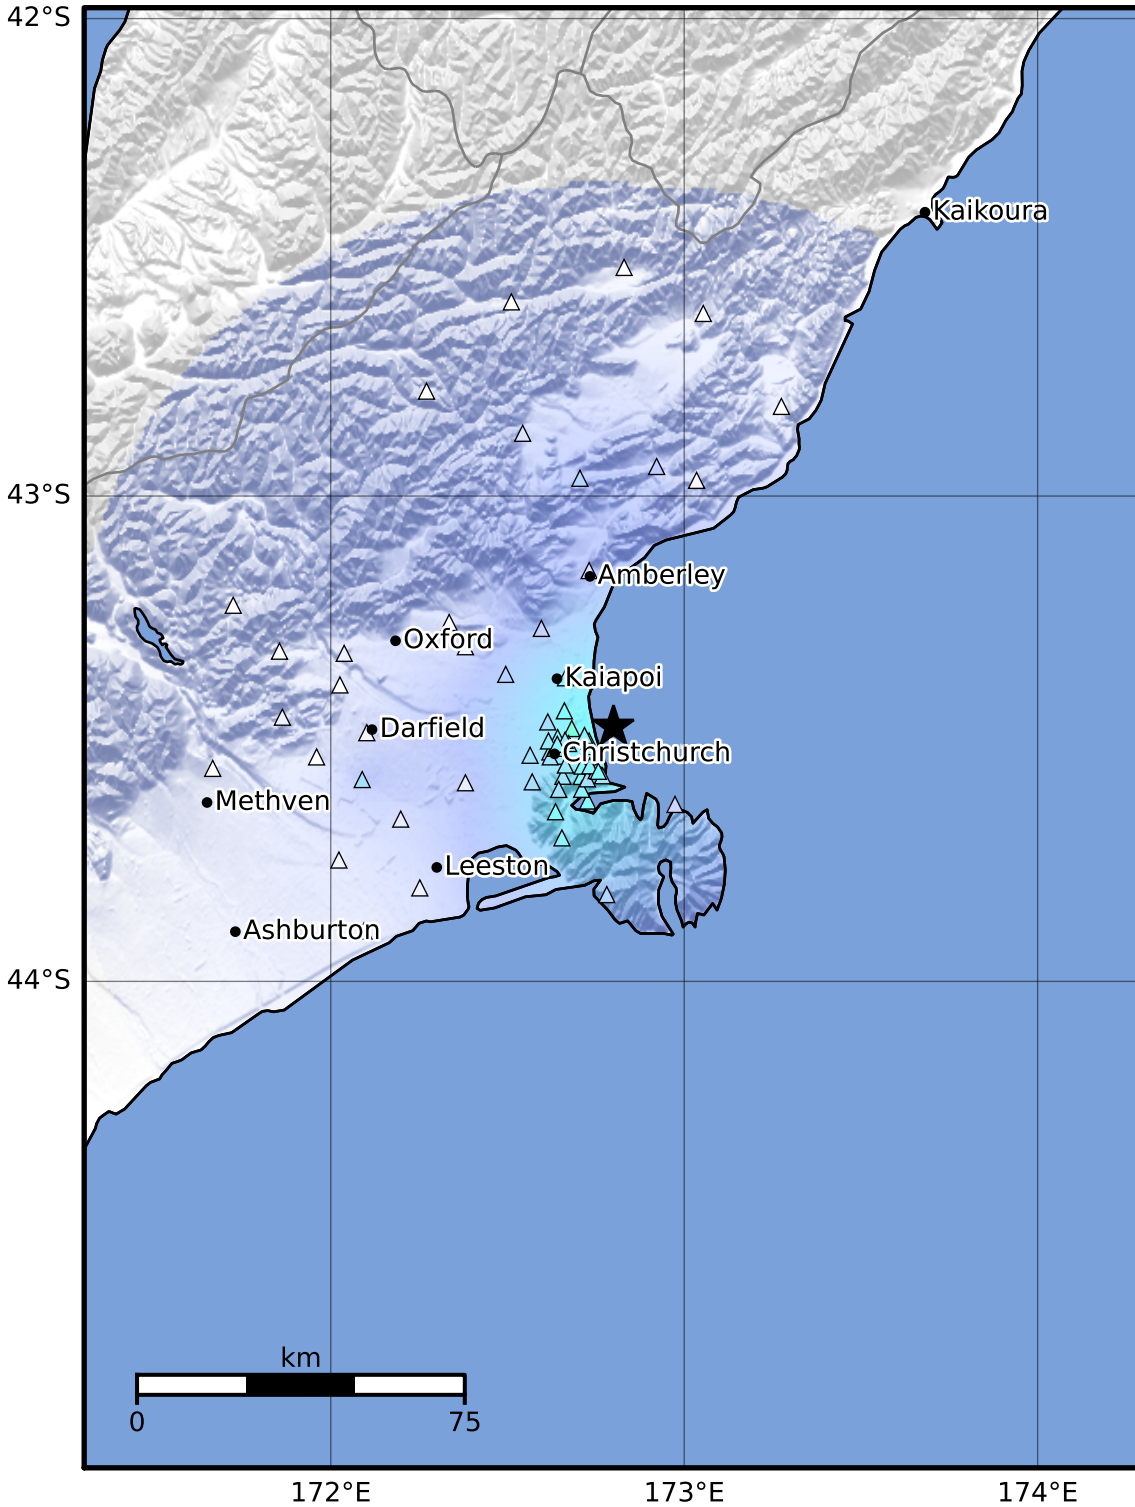 42°S
Kaikoura
43°S
Amberley
Oxford
Kaiapoi
Darfield
Christchurch
Methven
Leeston
Ashburton
44°S
km
0 75
172°E 173°E 174°E